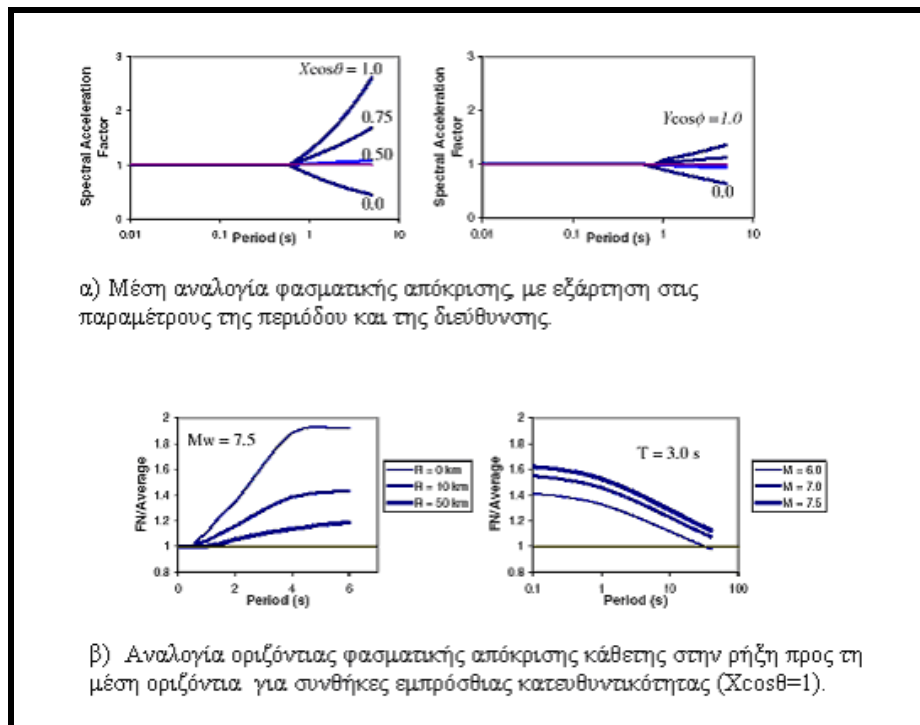 3
2
1
0
Spectral Acceleration
Factor
Xcosθ = 1.0
0.75
0.50
0.0
0.01
0.1
Period (s)
1
10
3
2
1
0
Spectral Acceleration
Factor
Ycosϕ =1.0
0.0
0.01
0.1
Period (s)
1
10
α) Μέση αναλογία φασματικής απόκρισης, με εξάρτηση στις
παραμέτρους της περιόδου και της διεύθυνσης.
2
1.8
1.6
1.4
1.2
1
0.8
FN/Average
Mw = 7.5
0
2
4
6
Period (s)
R = 0 km
R = 10 km
R = 50 km
2
1.8
1.6
1.4
1.2
1
0.8
FN/Average
T = 3.0 s
0.1
1
10
100
Period (s)
M = 6.0
M = 7.0
M = 7.5
β) Αναλογία οριζόντιας φασματικής απόκρισης κάθετης στην ρήξη προς τη
μέση οριζόντια για συνθήκες εμπρόσθιας κατευθυντικότητας (Xcosθ=1).